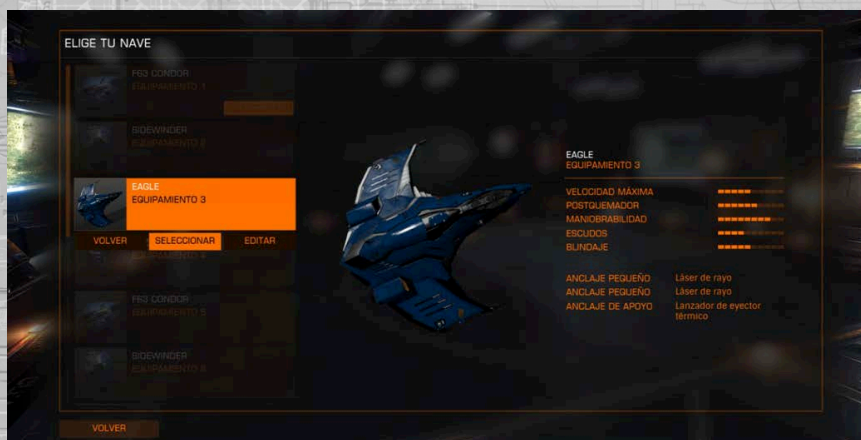 ELIGE TU NAVE
F63 CONDOR
EQUIPAMIENTO 1
SIDEWINDER
EQUIPAMIENTO 2
EAGLE
EQUIPAMIENTO 3
VOLVER SELECCIONAR EDITAR
EQUIPAMIENTO 4
F63 CONDOR
EQUIPAMIENTO 5
SIDEWINDER
EQUIPAMIENTO 6
EAGLE
EQUIPAMIENTO 3
VELOCIDAD MÁXIMA
POSTQUEMADOR
MANIOBRABILIDAD
ESCUDOS
BLINDAJE
ANCLAJE PEQUEÑO Láser de rayo
ANCLAJE PEQUEÑO Láser de rayo
ANCLAJE DE APOYO Lanzador de eyector
térmico
VOLVER